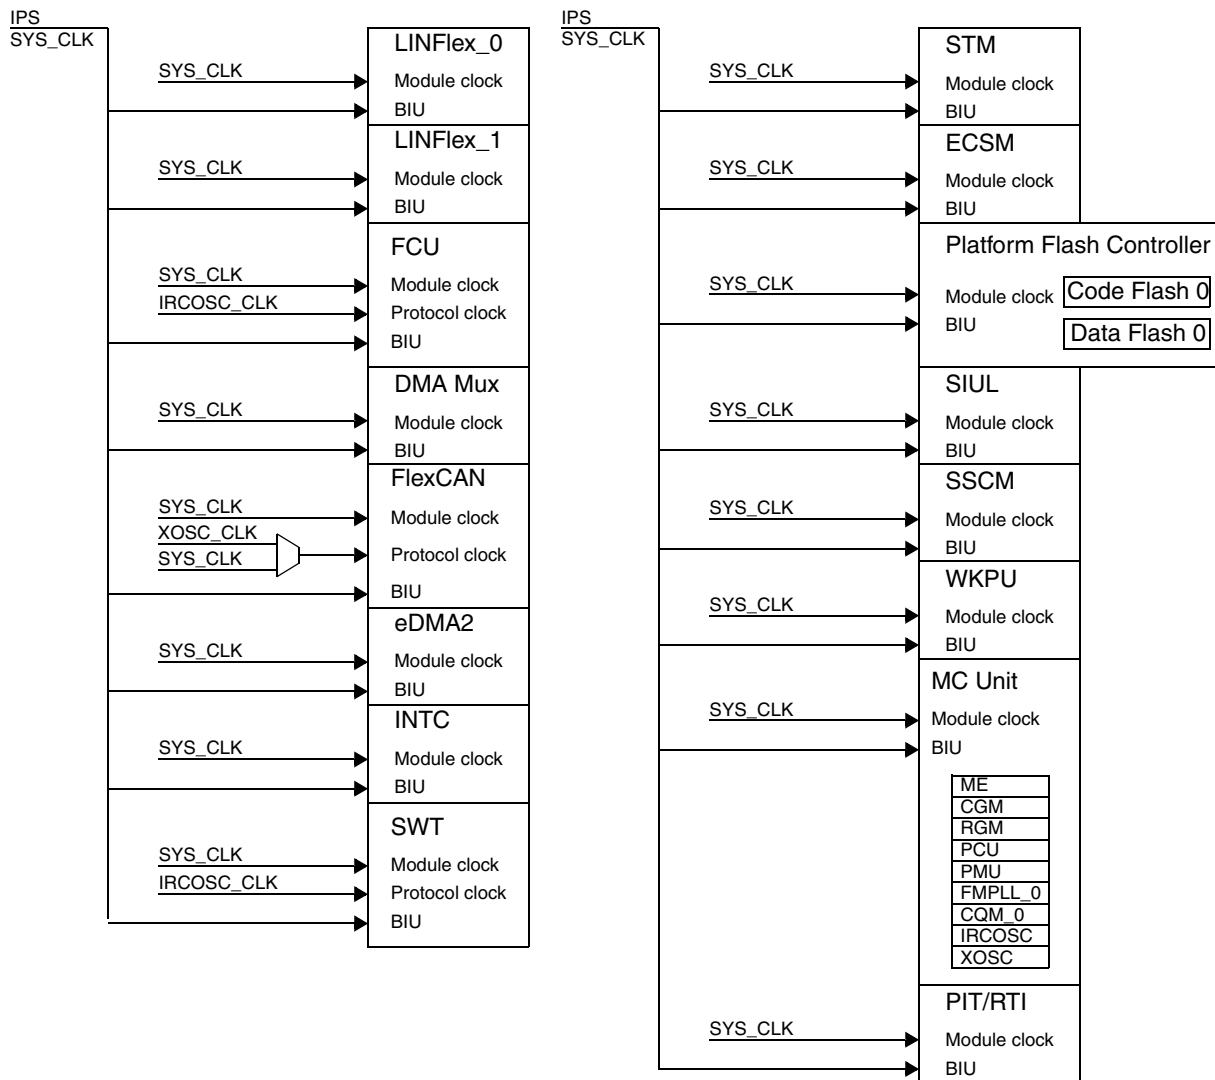 IPS
SYS_CLK
LINFlex_0
SYS_CLK
Module clock
BIU
LINFlex_1
SYS_CLK
Module clock
BIU
FCU
SYS_CLK
Module clock
IRCOSC_CLK
Protocol clock
BIU
DMA Mux
SYS_CLK
Module clock
BIU
FlexCAN
SYS_CLK
Module clock
XOSC_CLK
SYS_CLK
Protocol clock
BIU
eDMA2
SYS_CLK
Module clock
BIU
INTC
SYS_CLK
Module clock
BIU
SWT
SYS_CLK
Module clock
IRCOSC_CLK
Protocol clock
BIU
IPS
SYS_CLK
STM
SYS_CLK
Module clock
BIU
ECSM
SYS_CLK
Module clock
BIU
Platform Flash Controller
SYS_CLK
Module clock
Code Flash 0
BIU
Data Flash 0
SIUL
SYS_CLK
Module clock
BIU
SSCM
SYS_CLK
Module clock
BIU
WKPU
SYS_CLK
Module clock
BIU
MC Unit
SYS_CLK
Module clock
BIU
ME
CGM
RGM
PCU
PMU
FMPLL_0
CQM_0
IRCOSC
XOSC
PIT/RTI
SYS_CLK
Module clock
BIU